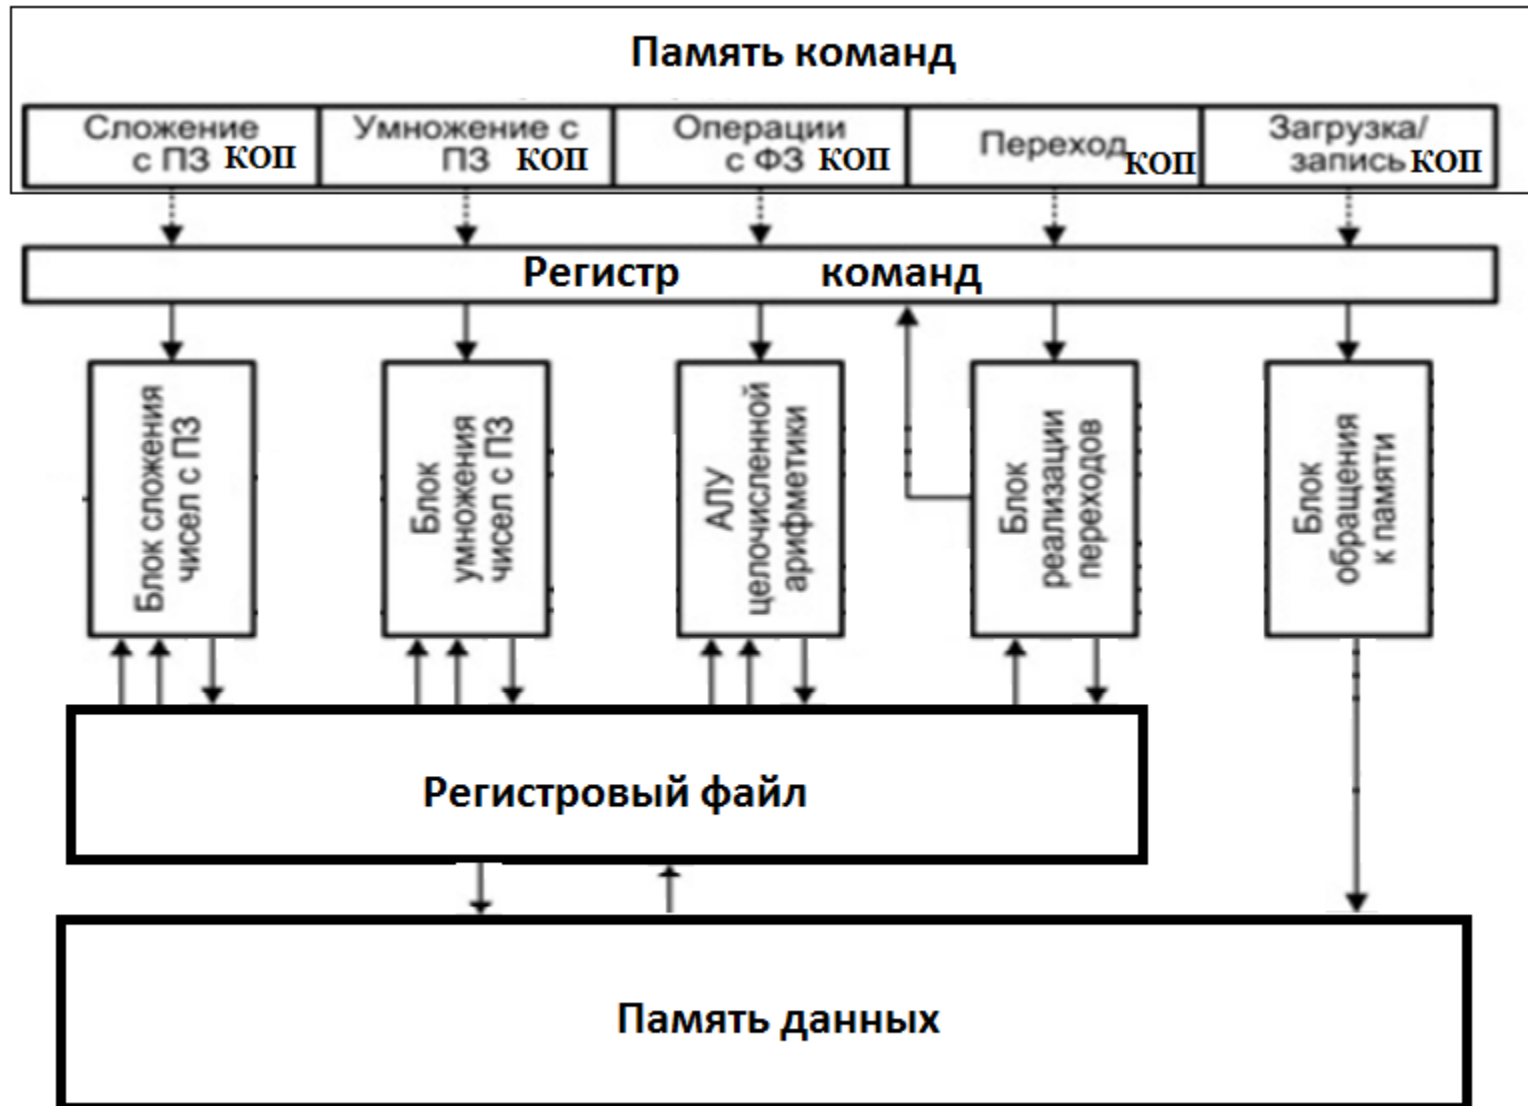 Память команд
Сложение
с ПЗ КОП
Умножение с
ПЗ КОП
Операции
с ФЗ КОП
Переход КОП
Загрузка/
запись КОП
Регистр команд
Блок сложения
чисел с ПЗ
Блок
умножения
чисел с ПЗ
АЛУ
целочисленной
арифметики
Блок
реализации
переходов
Блок
обращения
к памяти
Регистровый файл
Память данных